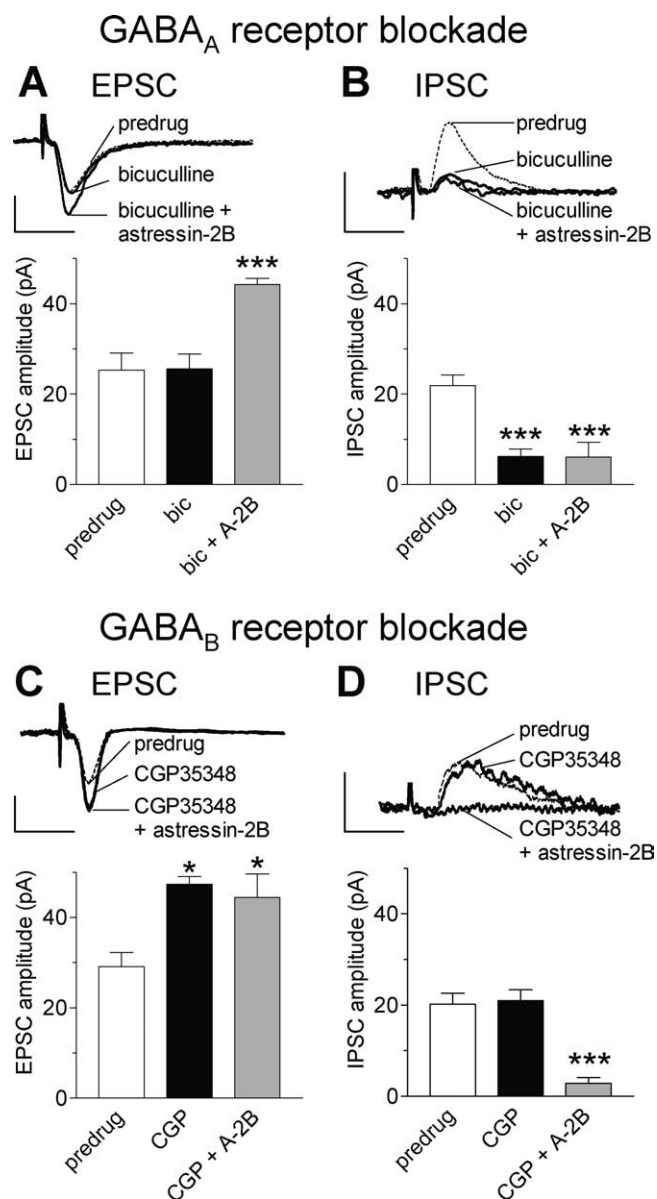 GABAA receptor blockade
A EPSC
predrug
bicuculline
bicuculline +
astressin-2B
EPSC amplitude (pA)
40
20
0
predrug
bic
***
bic + A-2B
B IPSC
predrug
bicuculline
bicuculline
+ astressin-2B
IPSC amplitude (pA)
40
20
0
predrug
***
bic
***
bic + A-2B
GABAB receptor blockade
C EPSC
predrug
CGP35348
CGP35348
+ astressin-2B
EPSC amplitude (pA)
40
20
0
predrug
*
CGP
*
CGP + A-2B
D IPSC
predrug
CGP35348
CGP35348
+ astressin-2B
IPSC amplitude (pA)
40
20
0
predrug
CGP
***
CGP + A-2B